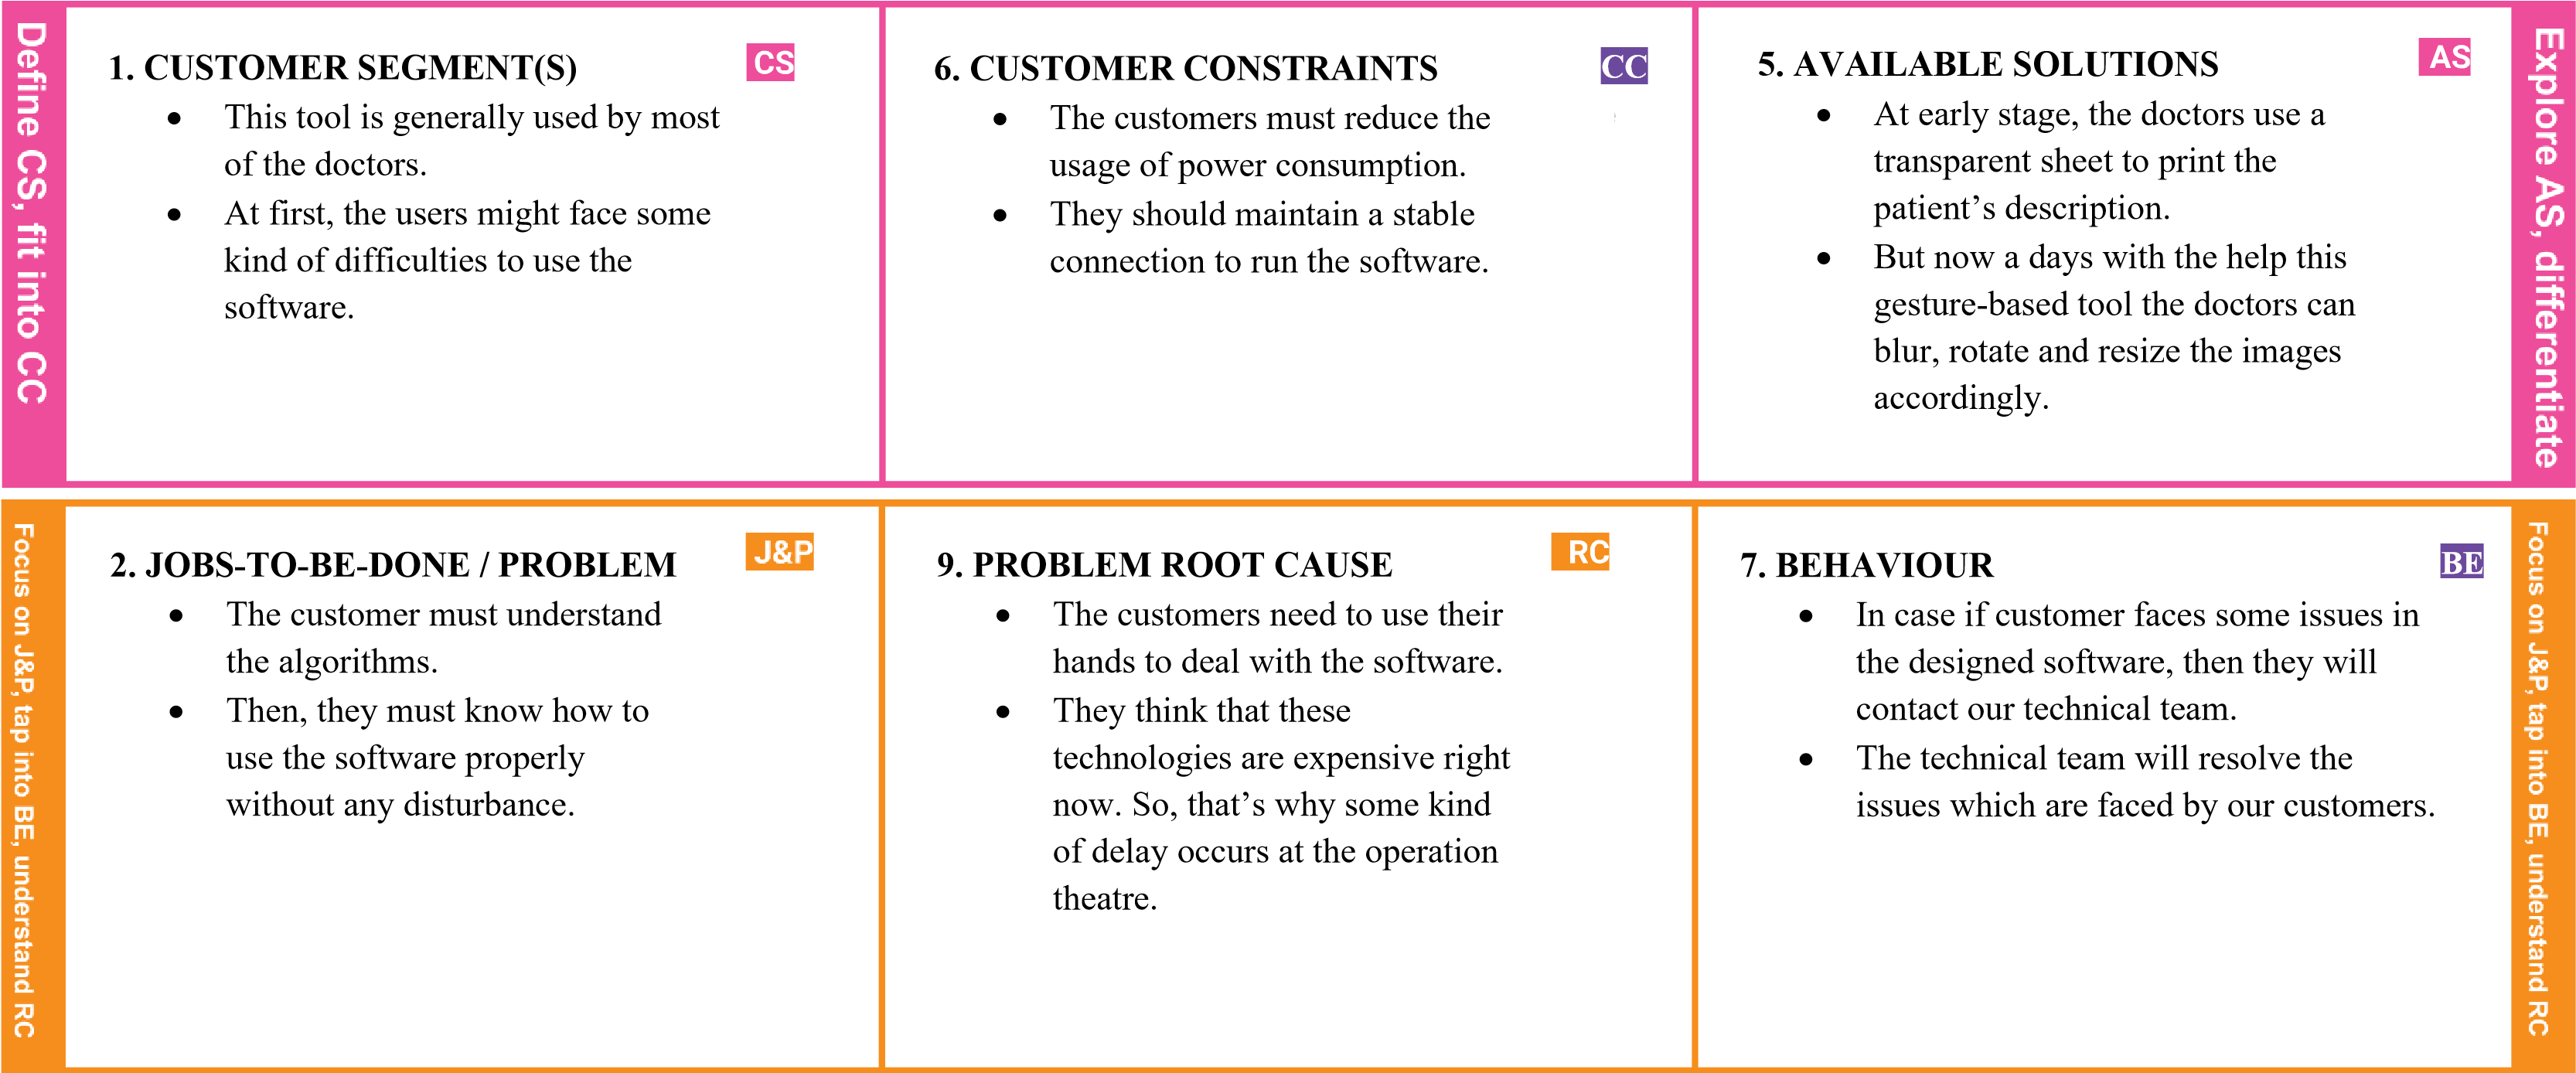 Define CS, fit into CC
1. CUSTOMER SEGMENT(S)
CS
• This tool is generally used by most
of the doctors.
• At first, the users might face some
kind of difficulties to use the
software.
6. CUSTOMER CONSTRAINTS
CC
• The customers must reduce the
usage of power consumption.
• They should maintain a stable
connection to run the software.
5. AVAILABLE SOLUTIONS
AS
• At early stage, the doctors use a
transparent sheet to print the
patient’s description.
• But now a days with the help this
gesture-based tool the doctors can
blur, rotate and resize the images
accordingly.
Explore AS, differentiate
Focus on J&P, tap into BE, understand RC
2. JOBS-TO-BE-DONE / PROBLEM
J&P
• The customer must understand
the algorithms.
• Then, they must know how to
use the software properly
without any disturbance.
9. PROBLEM ROOT CAUSE
RC
• The customers need to use their
hands to deal with the software.
• They think that these
technologies are expensive right
now. So, that’s why some kind
of delay occurs at the operation
theatre.
7. BEHAVIOUR
BE
• In case if customer faces some issues in
the designed software, then they will
contact our technical team.
• The technical team will resolve the
issues which are faced by our customers.
Focus on J&P, tap into BE, understand RC